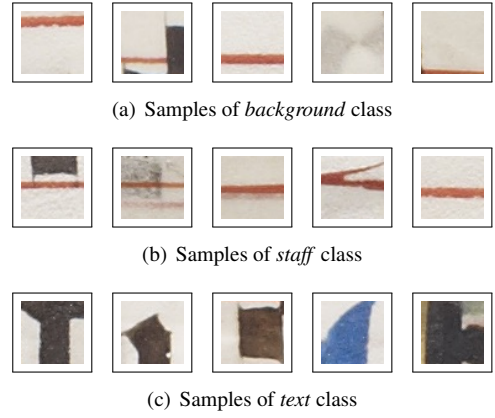 (a) Samples of background class
(b) Samples of staff class
(c) Samples of text class